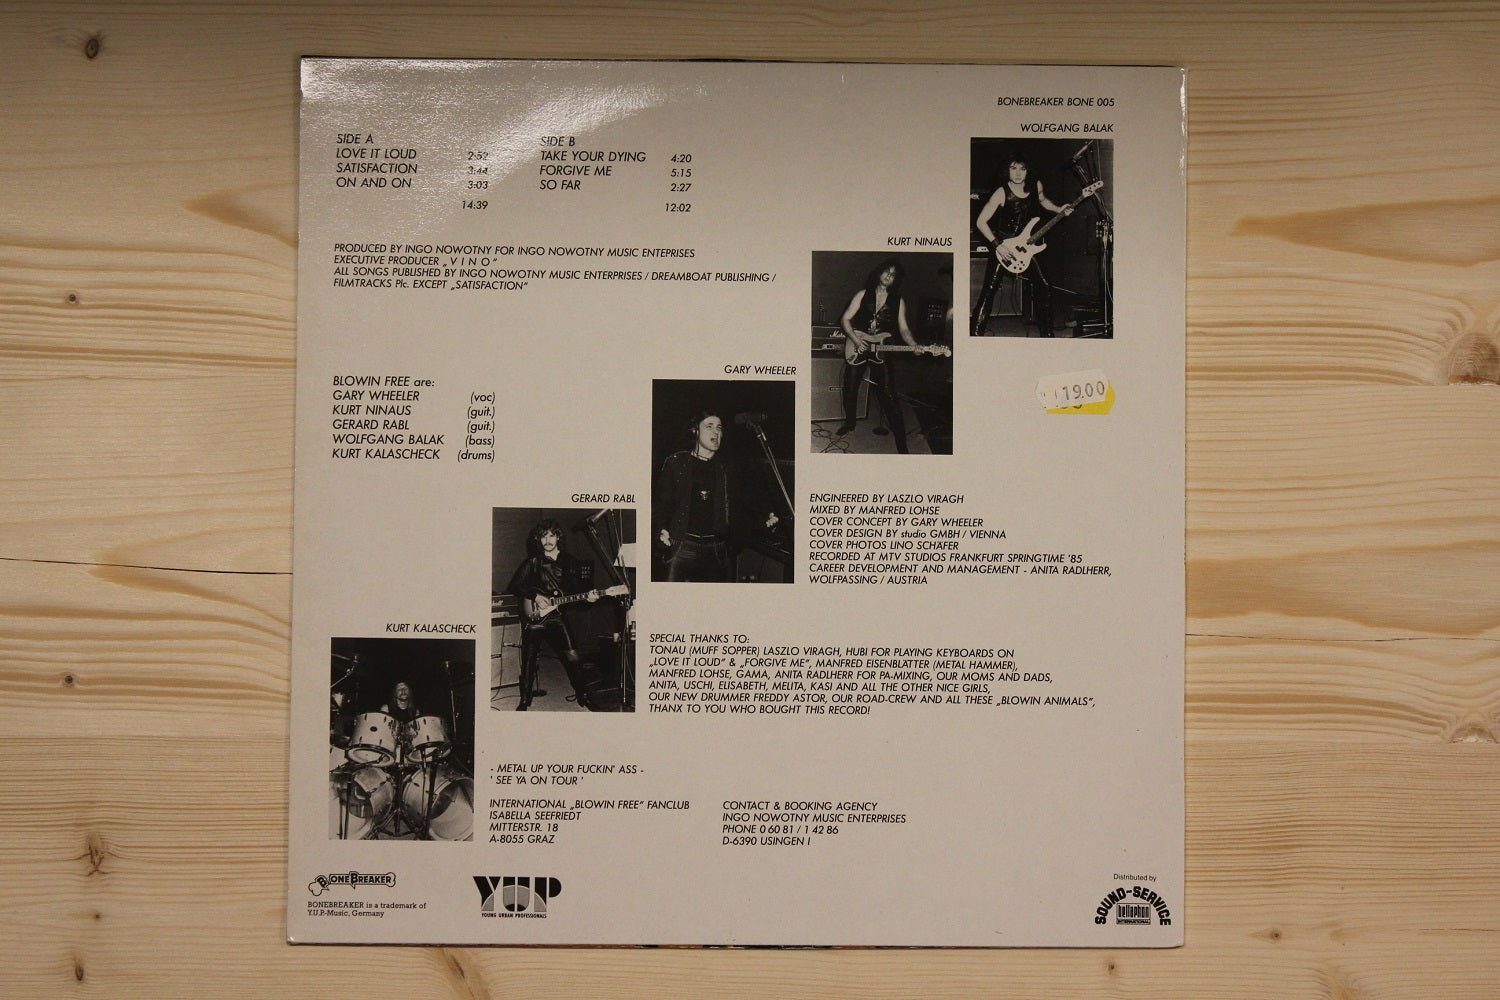 BONEBREAKER BONE 005
SIDE A
LOVE IT LOUD 2:52
SATISFACTION 3:44
ON AND ON 3:03
14:39
SIDE B
TAKE YOUR DYING 4:20
FORGIVE ME 5:15
SO FAR 2:27
12:02
WOLFGANG BALAK
PRODUCED BY INGO NOWOTNY FOR INGO NOWOTNY MUSIC ENTEPRISES
EXECUTIVE PRODUCER „V I N O“
ALL SONGS PUBLISHED BY INGO NOWOTNY MUSIC ENTERPRISES / DREAMBOAT PUBLISHING /
FILMTRACKS Plc. EXCEPT „SATISFACTION“
KURT NINAUS
Marshall
GARY WHEELER
119.00
BLOWIN FREE are:
GARY WHEELER (voc)
KURT NINAUS (guit.)
GERARD RABL (guit.)
WOLFGANG BALAK (bass)
KURT KALASCHECK (drums)
GERARD RABL
ENGINEERED BY LASZLO VIRAGH
MIXED BY MANFRED LOHSE
COVER CONCEPT BY GARY WHEELER
COVER DESIGN BY studio GMBH / VIENNA
COVER PHOTOS LINO SCHÄFER
RECORDED AT MTV STUDIOS FRANKFURT SPRINGTIME '85
CAREER DEVELOPMENT AND MANAGEMENT - ANITA RADLHERR,
WOLFPASSING / AUSTRIA
KURT KALASCHECK
SPECIAL THANKS TO:
TONAU (MUFF SOPPER) LASZLO VIRAGH, HUBI FOR PLAYING KEYBOARDS ON
„LOVE IT LOUD“ & „FORGIVE ME“, MANFRED EISENBLÄTTER (METAL HAMMER),
MANFRED LOHSE, GAMA, ANITA RADLHERR FOR PA-MIXING, OUR MOMS AND DADS,
ANITA, USCHI, ELISABETH, MELITA, KASI AND ALL THE OTHER NICE GIRLS,
OUR NEW DRUMMER FREDDY ASTOR, OUR ROAD-CREW AND ALL THESE „BLOWIN ANIMALS“,
THANX TO YOU WHO BOUGHT THIS RECORD!
- METAL UP YOUR FUCKIN' ASS -
' SEE YA ON TOUR '
INTERNATIONAL „BLOWIN FREE“ FANCLUB
ISABELLA SEEFRIEDT
MITTERSTR. 18
A-8055 GRAZ
CONTACT & BOOKING AGENCY
INGO NOWOTNY MUSIC ENTERPRISES
PHONE 0 60 81 / 1 42 86
D-6390 USINGEN I
BONEBREAKER
BONEBREAKER is a trademark of
Y.U.P.-Music, Germany
YUP
YOUNG URBAN PROFESSIONALS
Distributed by
SOUND-SERVICE
bellaphon
INTERNATIONAL